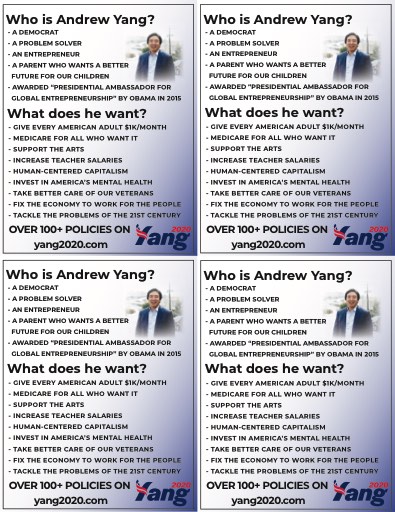 Who is Andrew Yang?
- A DEMOCRAT
- A PROBLEM SOLVER
- AN ENTREPRENEUR
- A PARENT WHO WANTS A BETTER
FUTURE FOR OUR CHILDREN
- AWARDED “PRESIDENTIAL AMBASSADOR FOR
GLOBAL ENTREPRENEURSHIP” BY OBAMA IN 2015
What does he want?
- GIVE EVERY AMERICAN ADULT $1K/MONTH
- MEDICARE FOR ALL WHO WANT IT
- SUPPORT THE ARTS
- INCREASE TEACHER SALARIES
- HUMAN-CENTERED CAPITALISM
- INVEST IN AMERICA’S MENTAL HEALTH
- TAKE BETTER CARE OF OUR VETERANS
- FIX THE ECONOMY TO WORK FOR THE PEOPLE
- TACKLE THE PROBLEMS OF THE 21ST CENTURY
OVER 100+ POLICIES ON
yang2020.com
Yang 2020
Who is Andrew Yang?
- A DEMOCRAT
- A PROBLEM SOLVER
- AN ENTREPRENEUR
- A PARENT WHO WANTS A BETTER
FUTURE FOR OUR CHILDREN
- AWARDED “PRESIDENTIAL AMBASSADOR FOR
GLOBAL ENTREPRENEURSHIP” BY OBAMA IN 2015
What does he want?
- GIVE EVERY AMERICAN ADULT $1K/MONTH
- MEDICARE FOR ALL WHO WANT IT
- SUPPORT THE ARTS
- INCREASE TEACHER SALARIES
- HUMAN-CENTERED CAPITALISM
- INVEST IN AMERICA’S MENTAL HEALTH
- TAKE BETTER CARE OF OUR VETERANS
- FIX THE ECONOMY TO WORK FOR THE PEOPLE
- TACKLE THE PROBLEMS OF THE 21ST CENTURY
OVER 100+ POLICIES ON
yang2020.com
Yang 2020
Who is Andrew Yang?
- A DEMOCRAT
- A PROBLEM SOLVER
- AN ENTREPRENEUR
- A PARENT WHO WANTS A BETTER
FUTURE FOR OUR CHILDREN
- AWARDED “PRESIDENTIAL AMBASSADOR FOR
GLOBAL ENTREPRENEURSHIP” BY OBAMA IN 2015
What does he want?
- GIVE EVERY AMERICAN ADULT $1K/MONTH
- MEDICARE FOR ALL WHO WANT IT
- SUPPORT THE ARTS
- INCREASE TEACHER SALARIES
- HUMAN-CENTERED CAPITALISM
- INVEST IN AMERICA’S MENTAL HEALTH
- TAKE BETTER CARE OF OUR VETERANS
- FIX THE ECONOMY TO WORK FOR THE PEOPLE
- TACKLE THE PROBLEMS OF THE 21ST CENTURY
OVER 100+ POLICIES ON
yang2020.com
Yang 2020
Who is Andrew Yang?
- A DEMOCRAT
- A PROBLEM SOLVER
- AN ENTREPRENEUR
- A PARENT WHO WANTS A BETTER
FUTURE FOR OUR CHILDREN
- AWARDED “PRESIDENTIAL AMBASSADOR FOR
GLOBAL ENTREPRENEURSHIP” BY OBAMA IN 2015
What does he want?
- GIVE EVERY AMERICAN ADULT $1K/MONTH
- MEDICARE FOR ALL WHO WANT IT
- SUPPORT THE ARTS
- INCREASE TEACHER SALARIES
- HUMAN-CENTERED CAPITALISM
- INVEST IN AMERICA’S MENTAL HEALTH
- TAKE BETTER CARE OF OUR VETERANS
- FIX THE ECONOMY TO WORK FOR THE PEOPLE
- TACKLE THE PROBLEMS OF THE 21ST CENTURY
OVER 100+ POLICIES ON
yang2020.com
Yang 2020